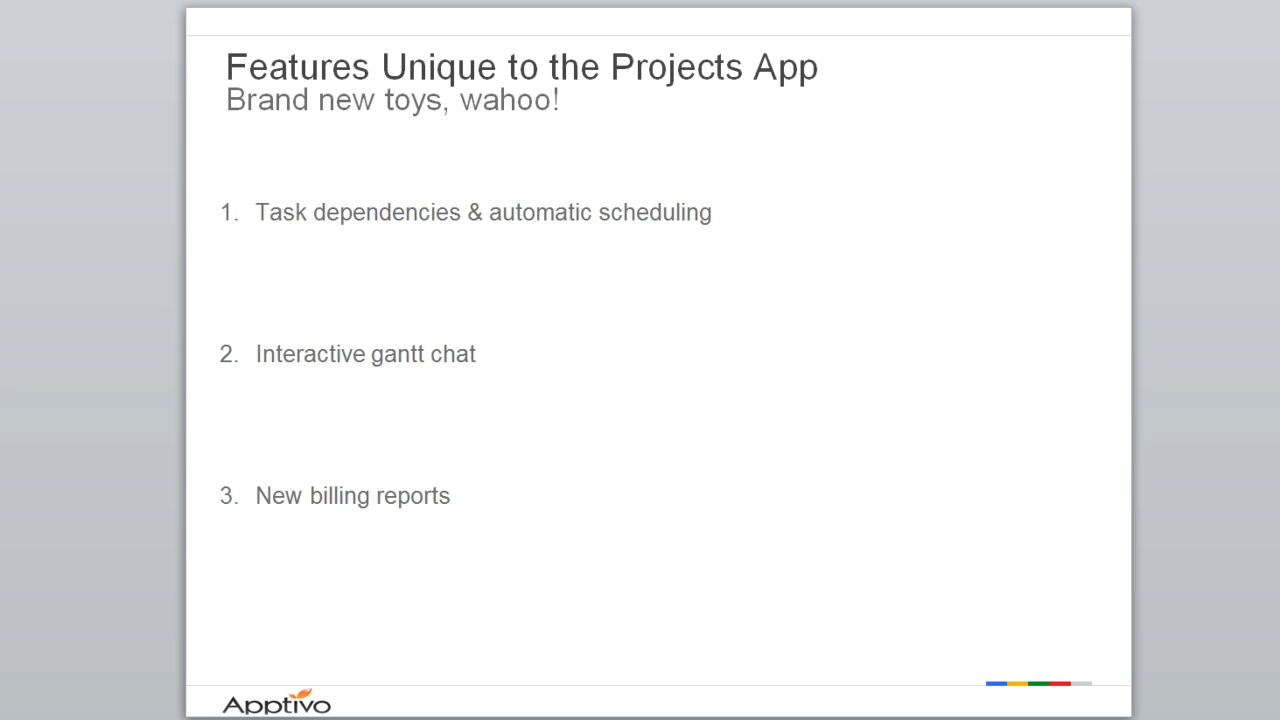 Features Unique to the Projects App
Brand new toys, wahoo!
1. Task dependencies & automatic scheduling
2. Interactive gantt chat
3. New billing reports
Apptivo